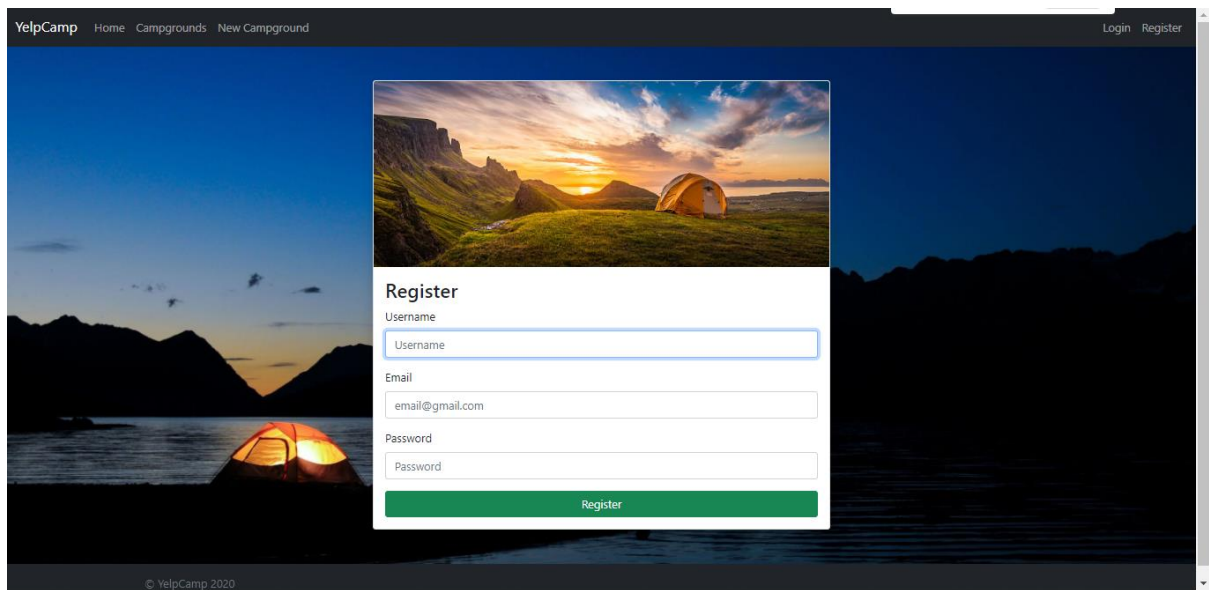 YelpCamp Home Campgrounds New Campground Login Register
Register
Username
Username
Email
email@gmail.com
Password
Password
Register
© YelpCamp 2020